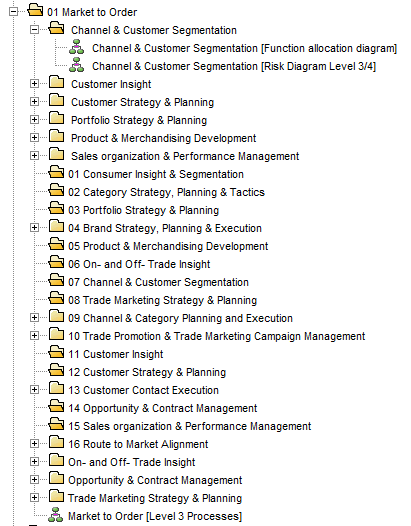 01 Market to Order
Channel & Customer Segmentation
Channel & Customer Segmentation [Function allocation diagram]
Channel & Customer Segmentation [Risk Diagram Level 3/4]
Customer Insight
Customer Strategy & Planning
Portfolio Strategy & Planning
Product & Merchandising Development
Sales organization & Performance Management
01 Consumer Insight & Segmentation
02 Category Strategy, Planning & Tactics
03 Portfolio Strategy & Planning
04 Brand Strategy, Planning & Execution
05 Product & Merchandising Development
06 On- and Off- Trade Insight
07 Channel & Customer Segmentation
08 Trade Marketing Strategy & Planning
09 Channel & Category Planning and Execution
10 Trade Promotion & Trade Marketing Campaign Management
11 Customer Insight
12 Customer Strategy & Planning
13 Customer Contact Execution
14 Opportunity & Contract Management
15 Sales organization & Performance Management
16 Route to Market Alignment
On- and Off- Trade Insight
Opportunity & Contract Management
Trade Marketing Strategy & Planning
Market to Order [Level 3 Processes]